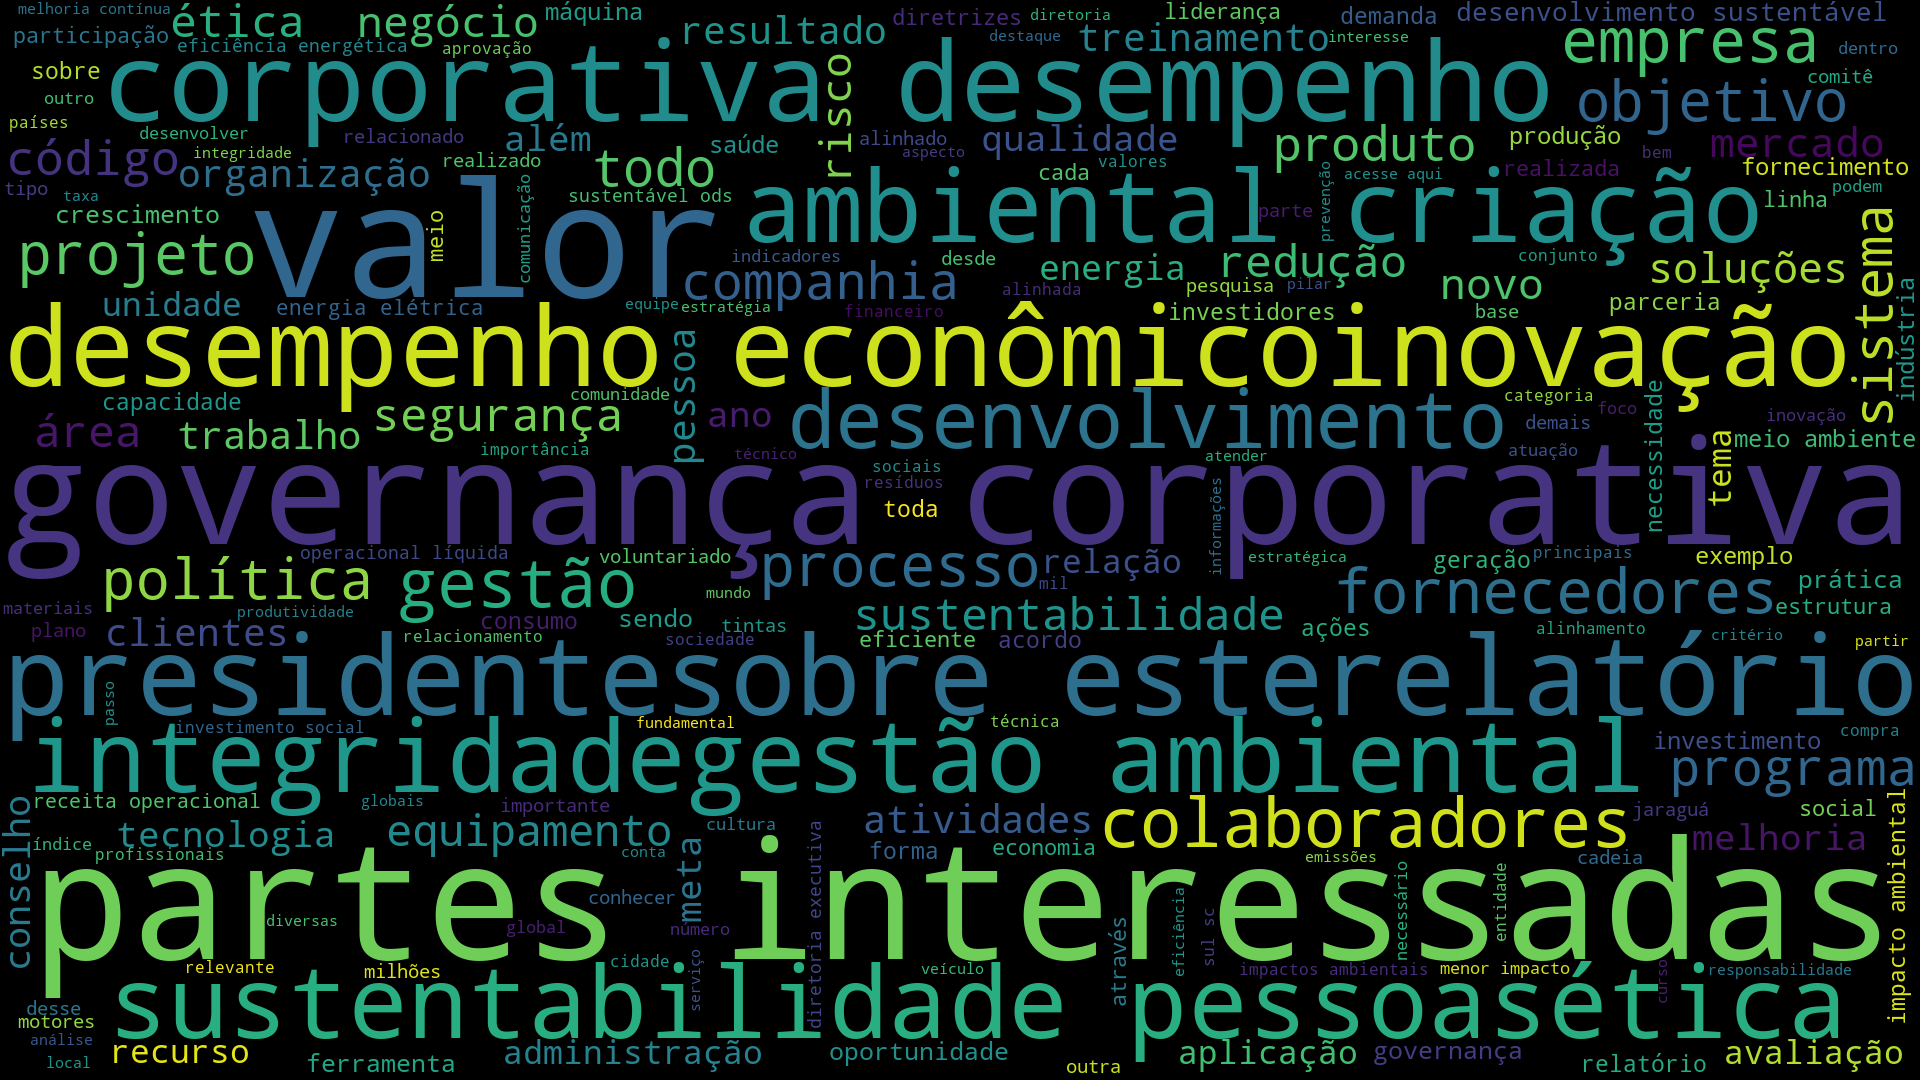 melhoria contínua
ética
negócio
máquina
resultado
diretrizes
diretoria
liderança
demanda
desenvolvimento sustentável
participação
eficiência energética
aprovação
destaque
treinamento
interesse
empresa
dentro
sobre
corporativa desempenho
risco
comitê
outro
objetivo
países
desenvolver
relacionado
além
alinhado
qualidade
produto
produção
mercado
código
integridade
realizado
todo
saúde
aspecto
valores
bem
organização
cada
acesse aqui
realizada
fornecimento
tipo
taxa
valor
comunicação
sustentável ods
ambiental criação
parte
prevenção
linha
podem
crescimento
meio
projeto
companhia
indicadores
desde
energia
redução
conjunto
soluções
sistema
unidade
energia elétrica
equipe
estratégia
financeiro
alinhada
pesquisa
pilar
novo
investidores
base
parceria
indústria
desempenho econômicoinovação
pessoa
capacidade
comunidade
categoria
área
trabalho
segurança
ano
desenvolvimento
demais
foco
inovação
necessidade
tema
meio ambiente
importância
técnico
sociais
atender
atuação
governança corporativa
resíduos
toda
informações
operacional líquida
voluntariado
processo
relação
estratégica
geração
principais
exemplo
política
gestão
mundo
mil
fornecedores
prática
materiais
produtividade
consumo
sendo
tintas
sustentabilidade
ações
estrutura
plano
clientes
relacionamento
sociedade
eficiente
acordo
alinhamento
critério
partir
presidentesobre esterelatório
passo
investimento social
fundamental
técnica
integridadegestão ambiental
investimento
compra
programa
conselho
receita operacional
globais
importante
atividades
colaboradores
jaraguá
social
impacto ambiental
índice
tecnologia
equipamento
cultura
meta
diretoria executiva
forma
economia
melhoria
profissionais
conta
emissões
cadeia
partes interessadas
conhecer
diversas
global
número
através
eficiência
sul sc
necessário
entidade
relevante
milhões
cidade
serviço
veículo
impactos ambientais
menor impacto
curso
responsabilidade
desse
sustentabilidade pessoasética
motores
análise
local
recurso
ferramenta
administração
oportunidade
outra
aplicação
governança
relatório
avaliação